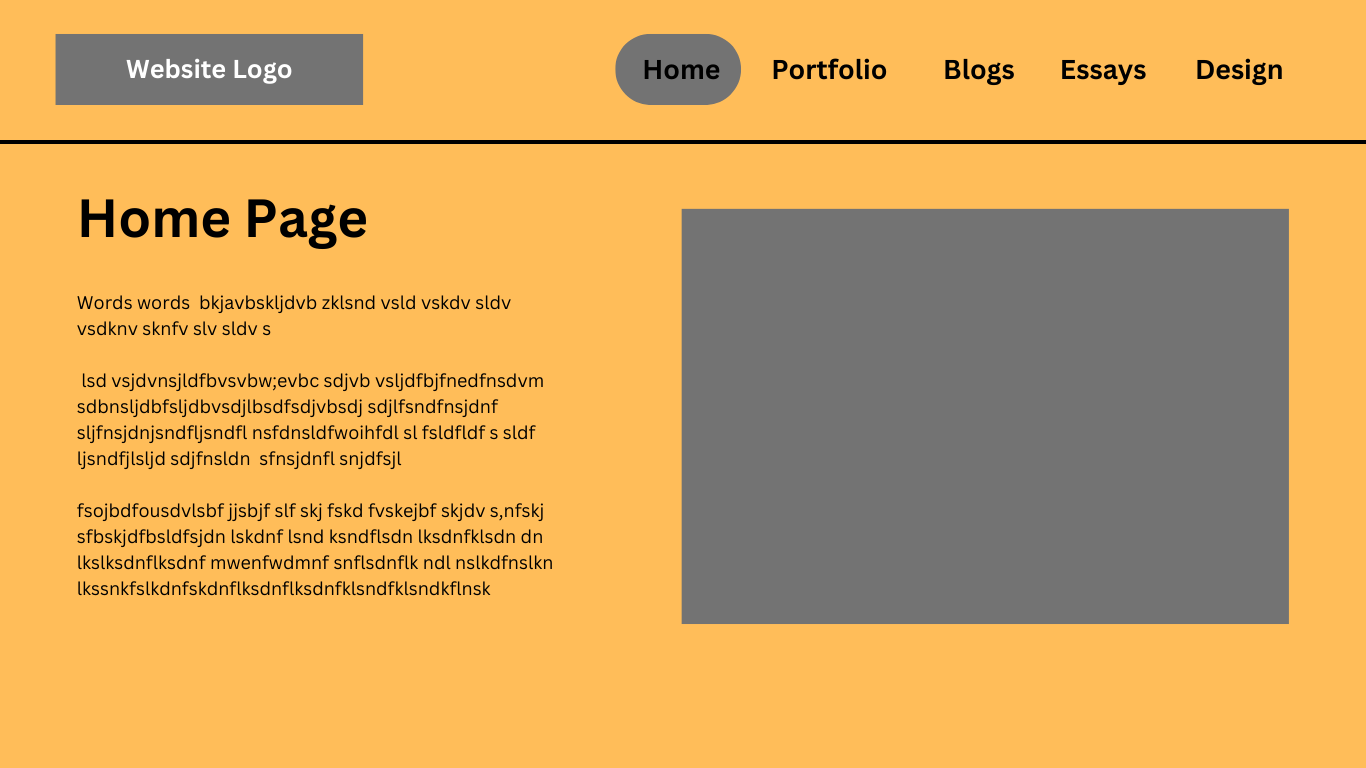 Website Logo
Home Portfolio Blogs Essays Design
Home Page
Words words  bkjavbskljdvb zklsnd vsld vskdv sldv
vsdknv sknfv slv sldv s
lsd vsjdvnsjldfbvsvbw;evbc sdjvb vsljdfbjfnedfnsdvm
sdbnsljdbfsljdbvsdjlbsdfsdjvbsdj sdjlfsndfnsjdnf
sljfnsjdnjsndfljsndfl nsfdnsldfwoihfdl sl fsldfldf s sldf
ljsndfjlsljd sdjfnsldn  sfnsjdnfl snjdfsjl
fsojbdfousdvlsbf jjsbjf slf skj fskd fvskejbf skjdv s,nfskj
sfbskjdfbsldfsjdn lskdnf lsnd ksndflsdn lksdnfklsdn dn
lkslksdnflksdnf mwenfwdmnf snflsdnflk ndl nslkdfnslkn
lkssnkfslkdnfskdnflksdnflksdnfklsndfklsndkflnsk